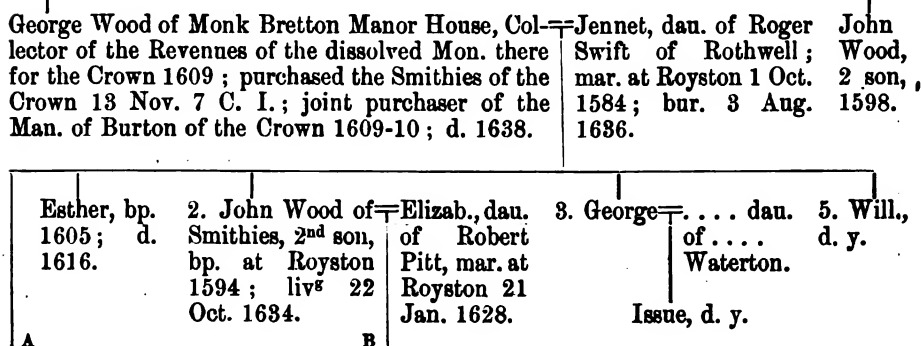 George Wood of Monk Bretton Manor House, Col-
lector of the Revenues of the dissolved Mon. there
for the Crown 1609 ; purchased the Smithies of the
Crown 13 Nov. 7 C. I. ; joint purchaser of the
Man. of Burton of the Crown 1609-10 ; d. 1638.
Jennet, dau. of Roger
Swift of Rothwell ;
mar. at Royston 1 Oct.
1584 ; bur. 3 Aug.
1636.
John
Wood,
2 son,
1598.
Esther, bp.
1605 ; d.
1616.
2. John Wood of
Smithies, 2nd son,
bp. at Royston
1594 ; livg 22
Oct. 1634.
Elizab., dau.
of Robert
Pitt, mar. at
Royston 21
Jan. 1628.
3. George
. . . . dau.
of . . . .
Waterton.
Issue, d. y.
5. Will.,
d. y.
A
B